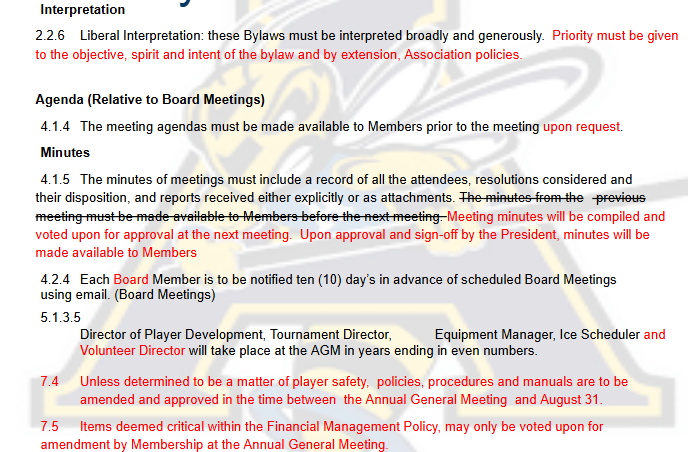 Interpretation
2.2.6 Liberal Interpretation: these Bylaws must be interpreted broadly and generously. Priority must be given
to the objective, spirit and intent of the bylaw and by extension, Association policies.
Agenda (Relative to Board Meetings)
4.1.4 The meeting agendas must be made available to Members prior to the meeting upon request.
Minutes
4.1.5 The minutes of meetings must include a record of all the attendees, resolutions considered and
their disposition, and reports received either explicitly or as attachments. The minutes from the previous
meeting must be made available to Members before the next meeting. Meeting minutes will be compiled and
voted upon for approval at the next meeting. Upon approval and sign-off by the President, minutes will be
made available to Members
4.2.4 Each Board Member is to be notified ten (10) day's in advance of scheduled Board Meetings
using email. (Board Meetings)
5.1.3.5
Director of Player Development, Tournament Director, Equipment Manager, Ice Scheduler and
Volunteer Director will take place at the AGM in years ending in even numbers.
7.4 Unless determined to be a matter of player safety, policies, procedures and manuals are to be
amended and approved in the time between the Annual General Meeting and August 31.
7.5 Items deemed critical within the Financial Management Policy, may only be voted upon for
amendment by Membership at the Annual General Meeting.